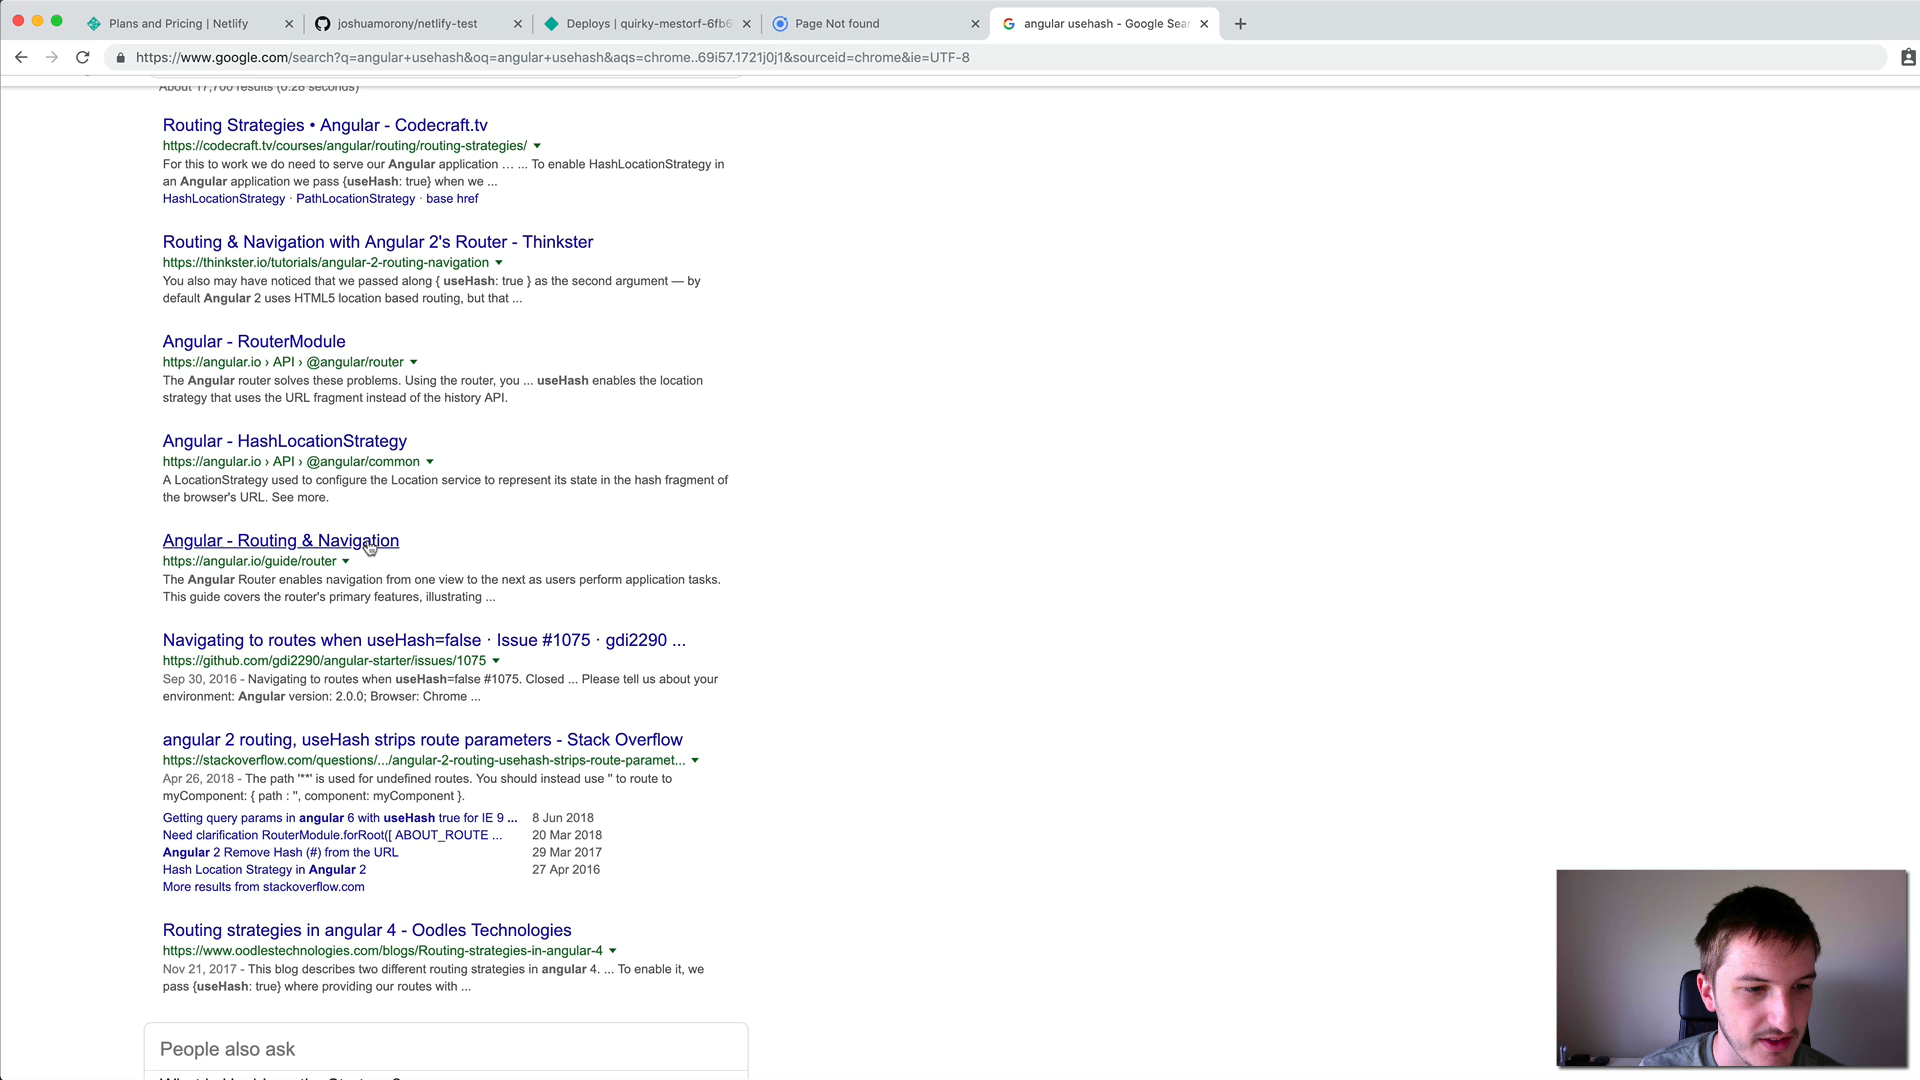 Plans and Pricing | Netlify
joshuamorony/netlify-test
Deploys | quirky-mestorf-6fb6
Page Not found
angular usehash - Google Sear
https://www.google.com/search?q=angular+usehash&oq=angular+usehash&aqs=chrome..69i57.1721j0j1&sourceid=chrome&ie=UTF-8
About 17,700 results (0.28 seconds)
Routing Strategies • Angular - Codecraft.tv
https://codecraft.tv/courses/angular/routing/routing-strategies/
For this to work we do need to serve our Angular application … ... To enable HashLocationStrategy in
an Angular application we pass {useHash: true} when we ...
HashLocationStrategy · PathLocationStrategy · base href
Routing & Navigation with Angular 2's Router - Thinkster
https://thinkster.io/tutorials/angular-2-routing-navigation
You also may have noticed that we passed along { useHash: true } as the second argument — by
default Angular 2 uses HTML5 location based routing, but that ...
Angular - RouterModule
https://angular.io › API › @angular/router
The Angular router solves these problems. Using the router, you ... useHash enables the location
strategy that uses the URL fragment instead of the history API.
Angular - HashLocationStrategy
https://angular.io › API › @angular/common
A LocationStrategy used to configure the Location service to represent its state in the hash fragment of
the browser's URL. See more.
Angular - Routing & Navigation
https://angular.io/guide/router
The Angular Router enables navigation from one view to the next as users perform application tasks.
This guide covers the router's primary features, illustrating ...
Navigating to routes when useHash=false · Issue #1075 · gdi2290 ...
https://github.com/gdi2290/angular-starter/issues/1075
Sep 30, 2016 - Navigating to routes when useHash=false #1075. Closed ... Please tell us about your
environment: Angular version: 2.0.0; Browser: Chrome ...
angular 2 routing, useHash strips route parameters - Stack Overflow
https://stackoverflow.com/questions/.../angular-2-routing-usehash-strips-route-paramet...
Apr 26, 2018 - The path '**' is used for undefined routes. You should instead use '' to route to
myComponent: { path : '', component: myComponent }.
Getting query params in angular 6 with useHash true for IE 9 ... 8 Jun 2018
Need clarification RouterModule.forRoot([ ABOUT_ROUTE ... 20 Mar 2018
Angular 2 Remove Hash (#) from the URL 29 Mar 2017
Hash Location Strategy in Angular 2 27 Apr 2016
More results from stackoverflow.com
Routing strategies in angular 4 - Oodles Technologies
https://www.oodlestechnologies.com/blogs/Routing-strategies-in-angular-4
Nov 21, 2017 - This blog describes two different routing strategies in angular 4. ... To enable it, we
pass {useHash: true} where providing our routes with ...
People also ask